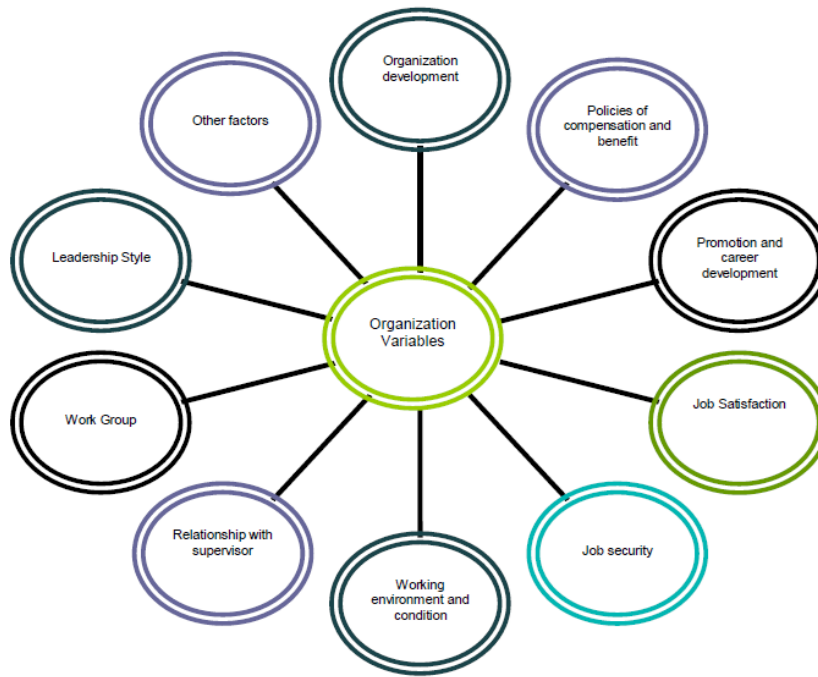 Organization
development
Other factors
Policies of
compensation and
benefit
Leadership Style
Promotion and
career
development
Organization
Variables
Work Group
Job Satisfaction
Relationship with
supervisor
Job security
Working
environment and
condition